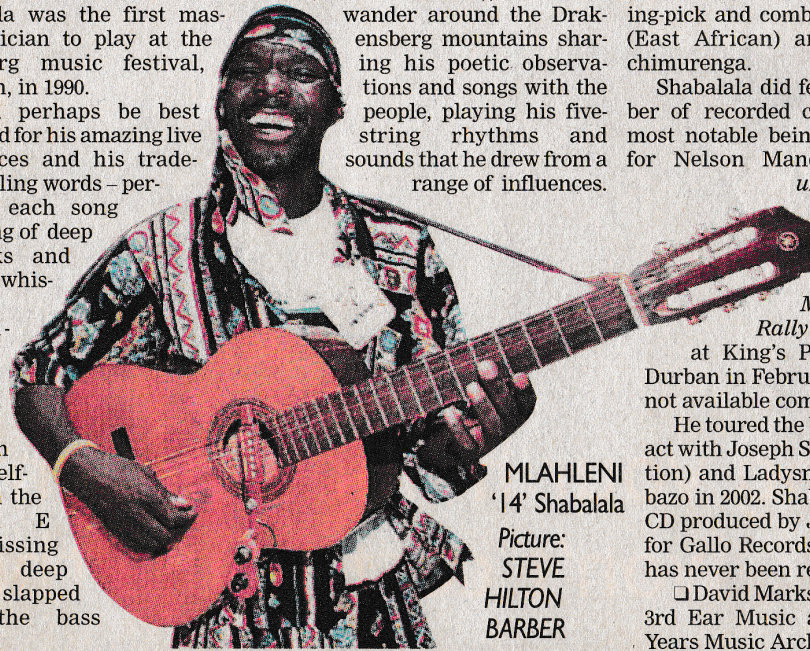 la was the first mas-
ician to play at the
rg music festival,
n, in 1990.
perhaps be best
d for his amazing live
ces and his trade-
ling words – per-
each song
ng of deep
ks and
whis-
-
n
elf-
n the
E
issing
deep
slapped
the bass
wander around the Drak-
ensberg mountains shar-
ing his poetic observa-
tions and songs with the
people, playing his five-
string rhythms and
sounds that he drew from a
range of influences.
MLAHLENI
‘14’ Shabalala
Picture:
STEVE
HILTON
BARBER
ing-pick and comb
(East African) a
chimurenga.
Shabalala did fe
ber of recorded
most notable bein
for Nelson Man
u
M
Rally
at King's P
Durban in Febru
not available com
He toured the
act with Joseph S
tion) and Ladysm
bazo in 2002. Sha
CD produced by
for Gallo Records
has never been re
❏ David Marks
3rd Ear Music a
Years Music Arch